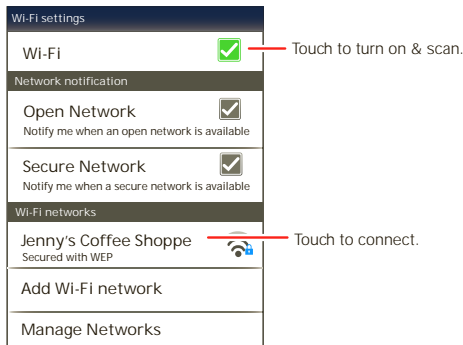 Wi-Fi settings
Wi-Fi
Touch to turn on & scan.
Network notification
Open Network
Notify me when an open network is available
Secure Network
Notify me when a secure network is available
Wi-Fi networks
Jenny's Coffee Shoppe
Secured with WEP
Touch to connect.
Add Wi-Fi network
Manage Networks